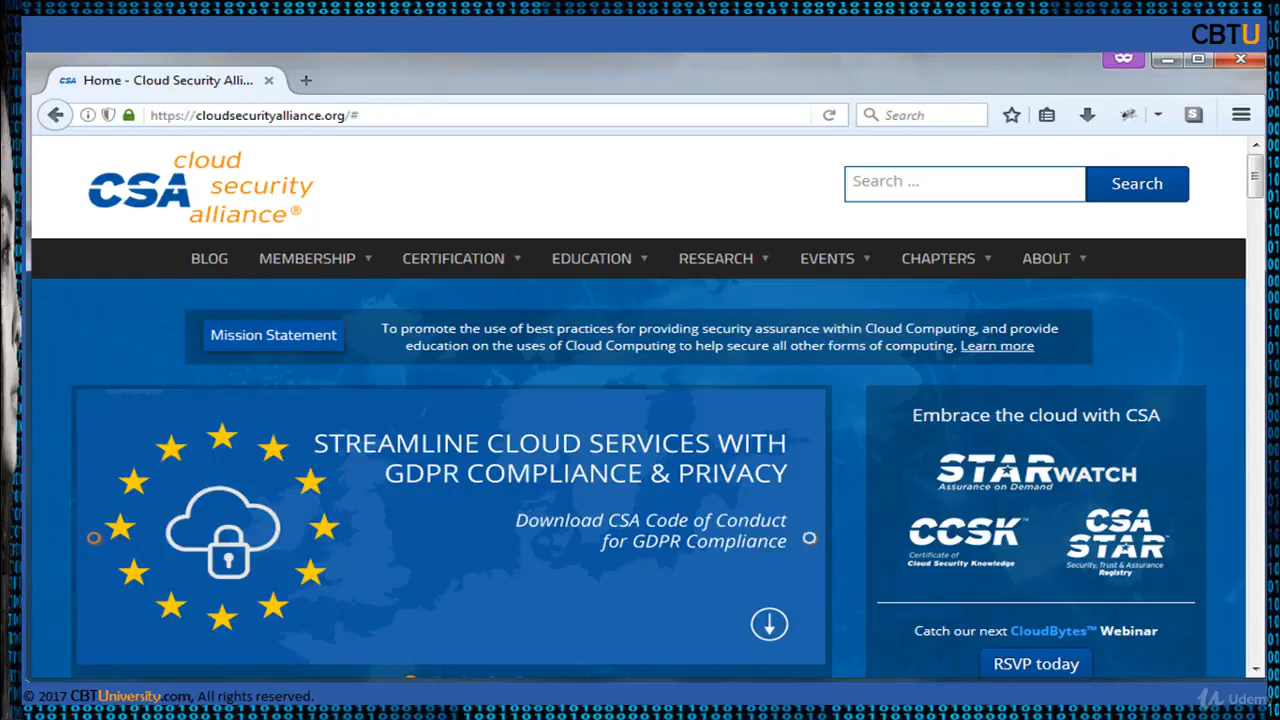 CBTU
CSA Home - Cloud Security Alli...
https://cloudsecurityalliance.org/#
Search
S
CSA cloud
security
alliance®
Search ...
Search
BLOG MEMBERSHIP CERTIFICATION EDUCATION RESEARCH EVENTS CHAPTERS ABOUT
Mission Statement
To promote the use of best practices for providing security assurance within Cloud Computing, and provide
education on the uses of Cloud Computing to help secure all other forms of computing. Learn more
STREAMLINE CLOUD SERVICES WITH
GDPR COMPLIANCE & PRIVACY
Download CSA Code of Conduct
for GDPR Compliance
Embrace the cloud with CSA
STARWATCH
Assurance on Demand
CCSK™
Certificate of
Cloud Security Knowledge
CSA
STAR™
Security, Trust & Assurance
Registry
Catch our next CloudBytes™ Webinar
RSVP today
© 2017 CBTUniversity.com, All rights reserved.
Udem